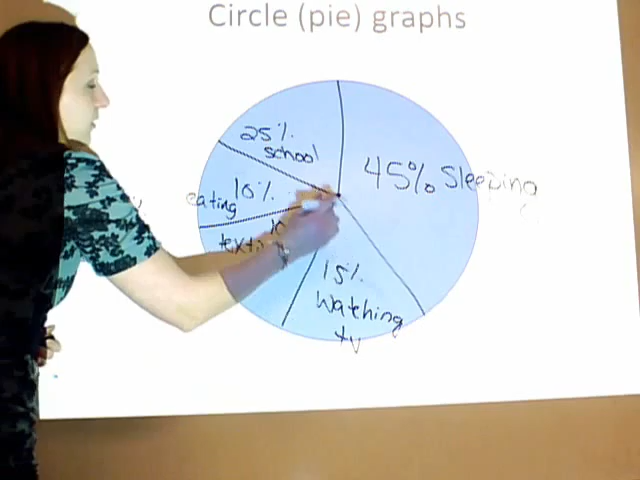 Circle (pie) graphs
25%
school
45% Sleeping
10%
eating
15%
Watching
tv